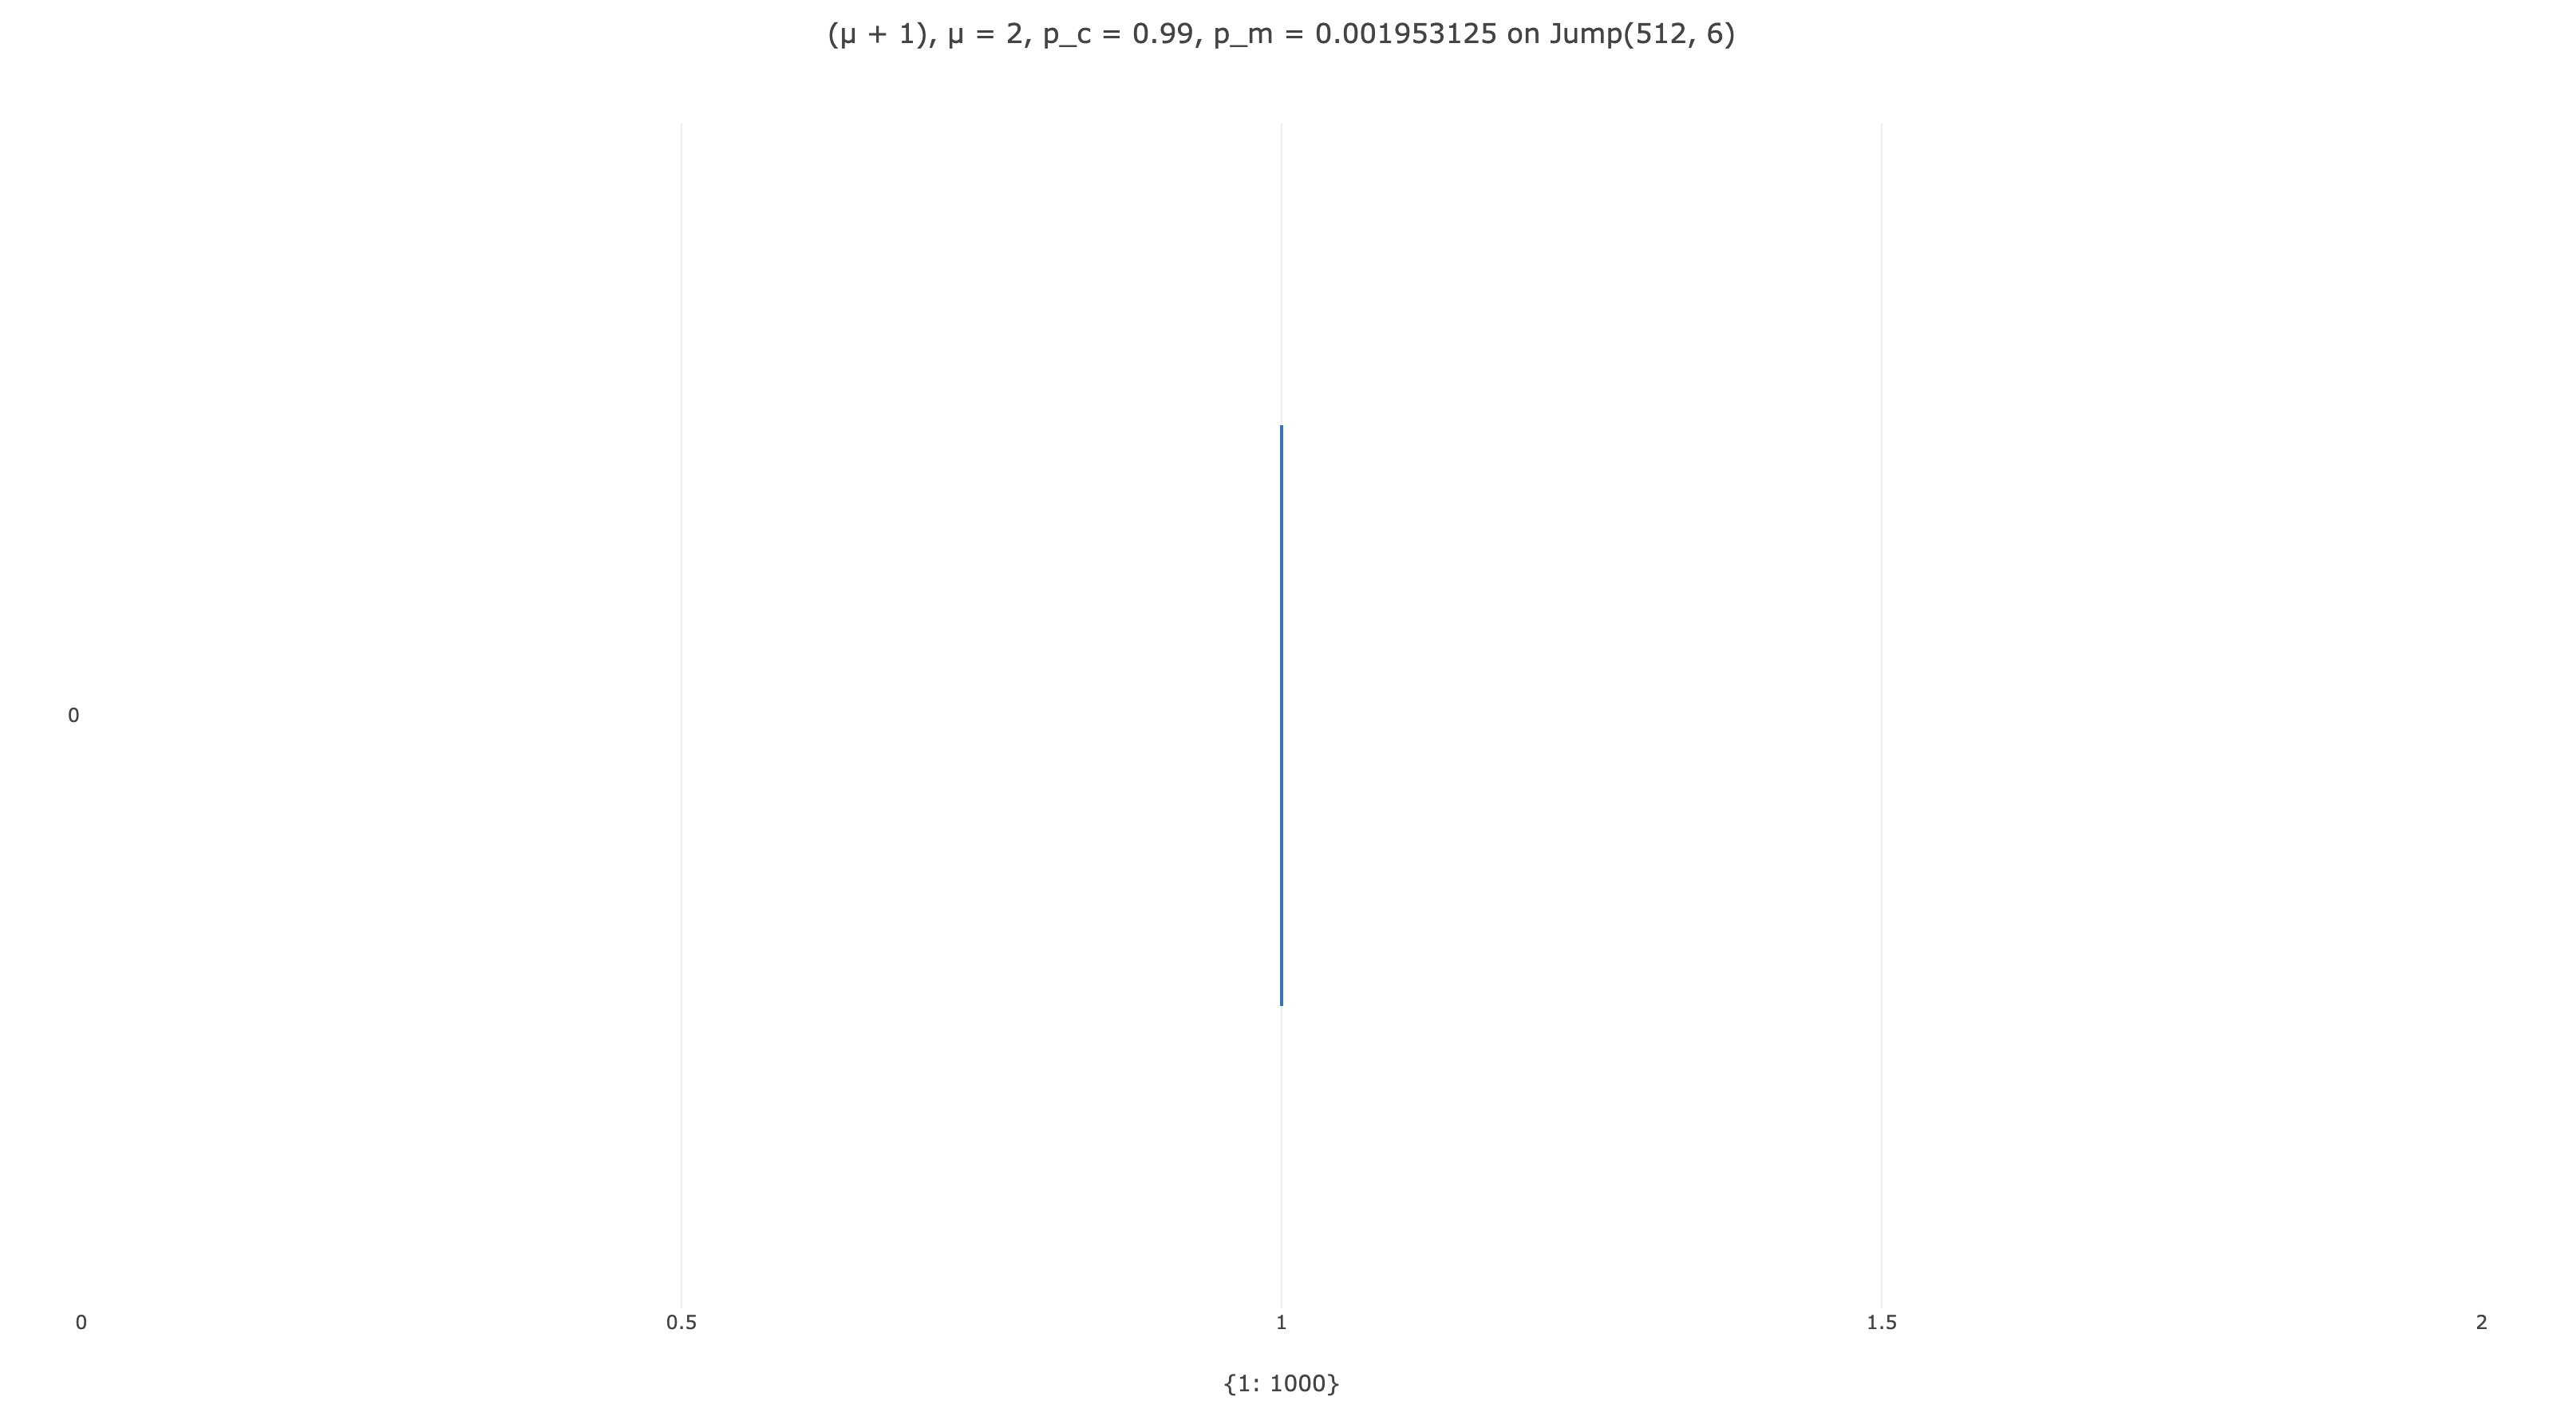 (μ + 1), μ = 2, p_c = 0.99, p_m = 0.001953125 on Jump(512, 6)
0
0 0.5 1 1.5 2
{1: 1000}